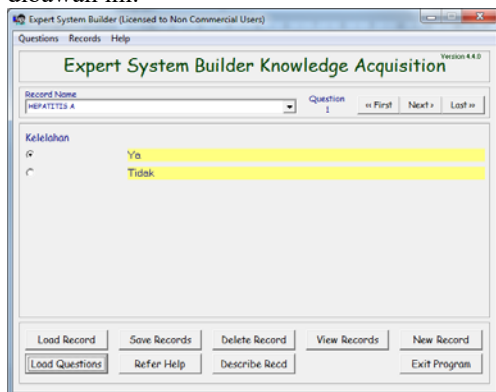 dibawah ini.
Expert System Builder (Licensed to Non Commercial Users)
Questions Records Help
Version 4.4.0
Expert System Builder Knowledge Acquisition
Record Name
HEPATITIS A
Question
1
<< First
Next >
Last >>
Kelelahan
Ya
Tidak
Load Record
Save Records
Delete Record
View Records
New Record
Load Questions
Refer Help
Describe Recd
Exit Program